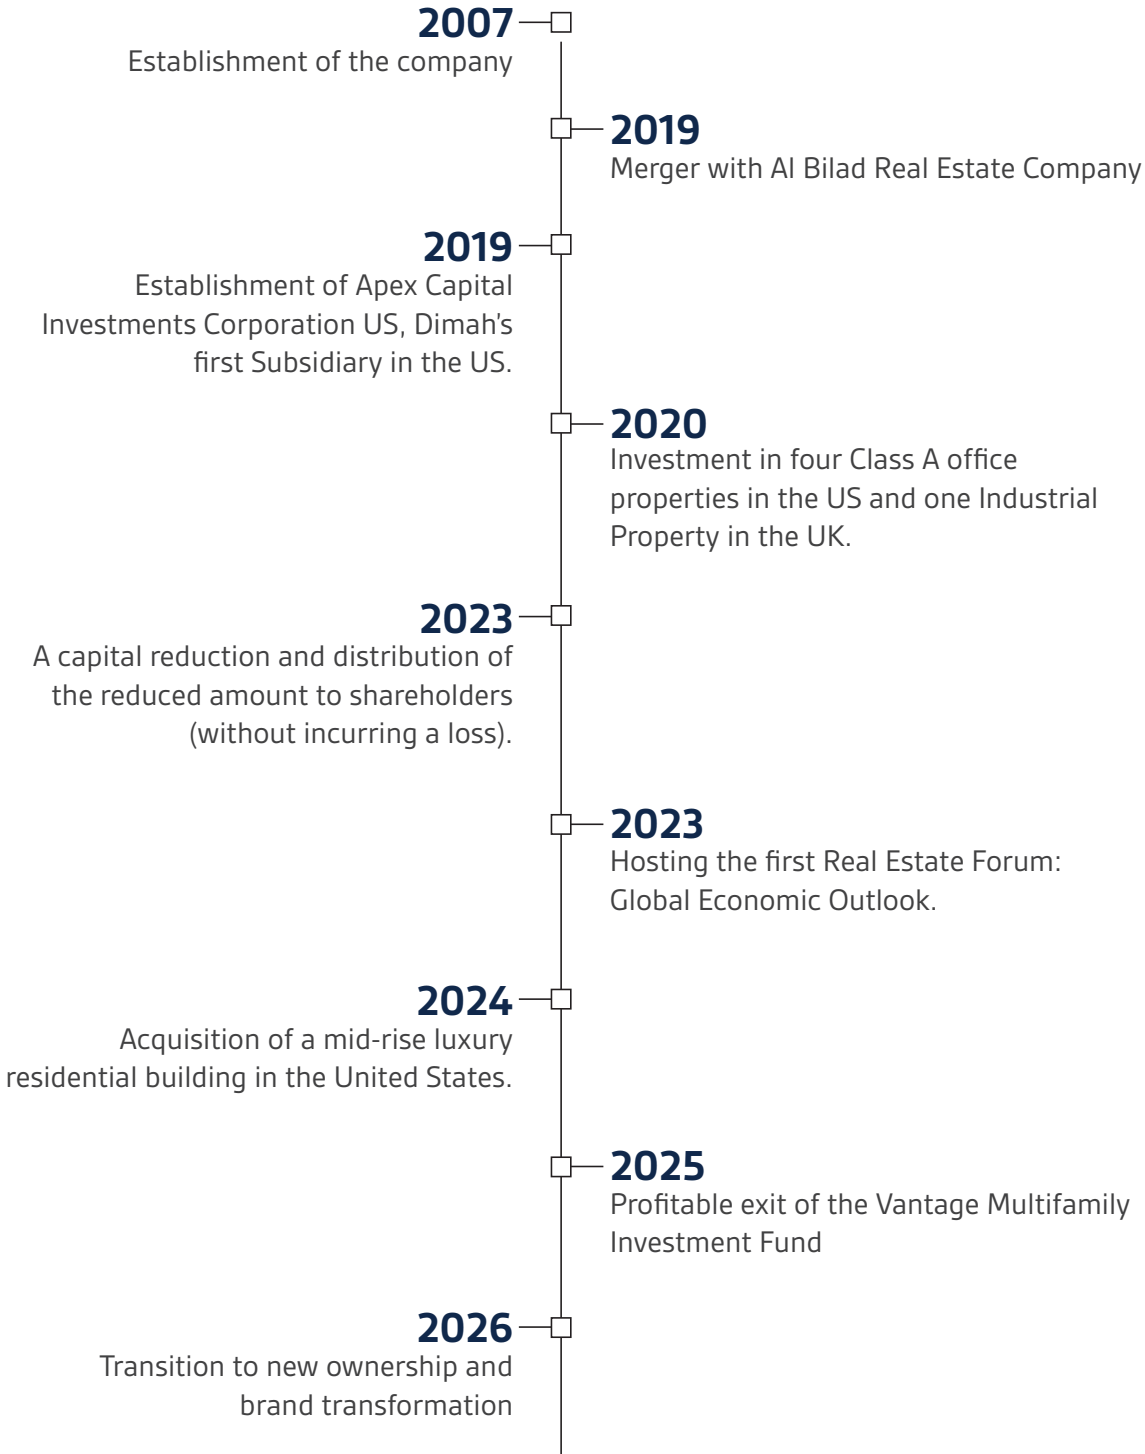 2007
Establishment of the company
2019
Merger with Al Bilad Real Estate Company
2019
Establishment of Apex Capital
Investments Corporation US, Dimah's
first Subsidiary in the US.
2020
Investment in four Class A office
properties in the US and one Industrial
Property in the UK.
2023
A capital reduction and distribution of
the reduced amount to shareholders
(without incurring a loss).
2023
Hosting the first Real Estate Forum:
Global Economic Outlook.
2024
Acquisition of a mid-rise luxury
residential building in the United States.
2025
Profitable exit of the Vantage Multifamily
Investment Fund
2026
Transition to new ownership and
brand transformation